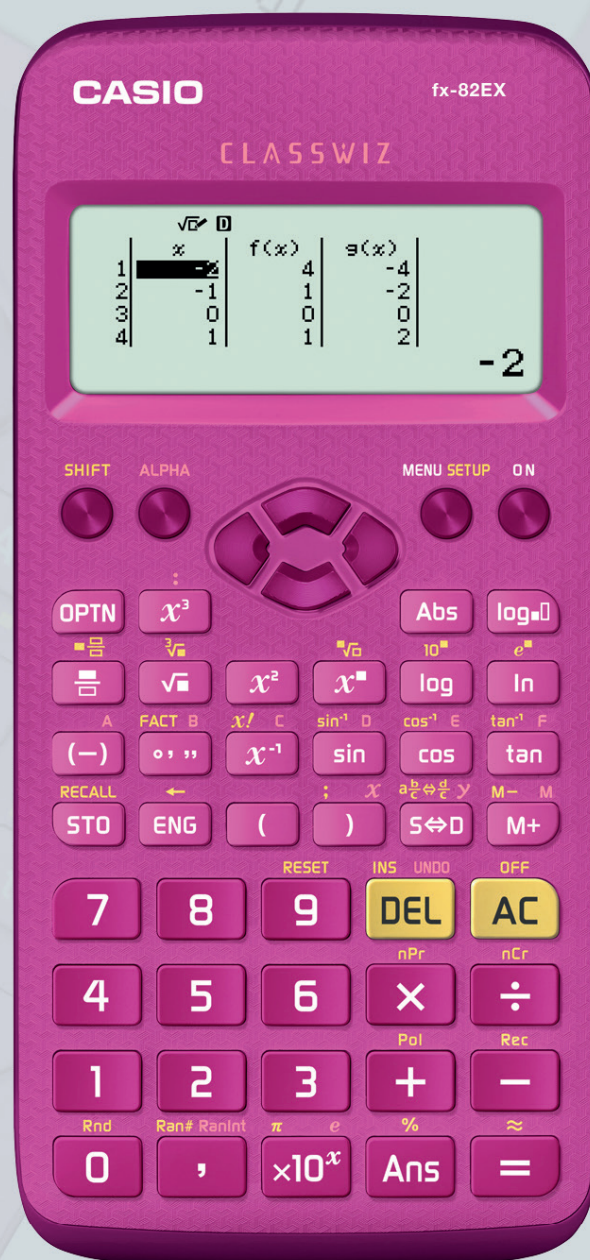 CASIO fx-82EX
CLASSWIZ
√▫ D
x f(x) g(x)
1 -2 4 -4
2 -1 1 -2
3 0 0 0
4 1 1 2
-2
SHIFT ALPHA MENU SETUP ON
:
OPTN x³ Abs log▪▯
▪▤ ³√▪ ▪√▫ 10▪ e▪
√▪ x² x▪ log ln
A FACT B x! C sin⁻¹ D cos⁻¹ E tan⁻¹ F
(−) °’ ” x⁻¹ sin cos tan
RECALL ← ; x a b/c⇔d/c y M− M
STO ENG ( ) S⇔D M+
RESET INS UNDO OFF
7 8 9 DEL AC
nPr nCr
4 5 6 × ÷
Pol Rec
1 2 3 + −
Rnd Ran# RanInt π e % ≈
0 , ×10ˣ Ans =